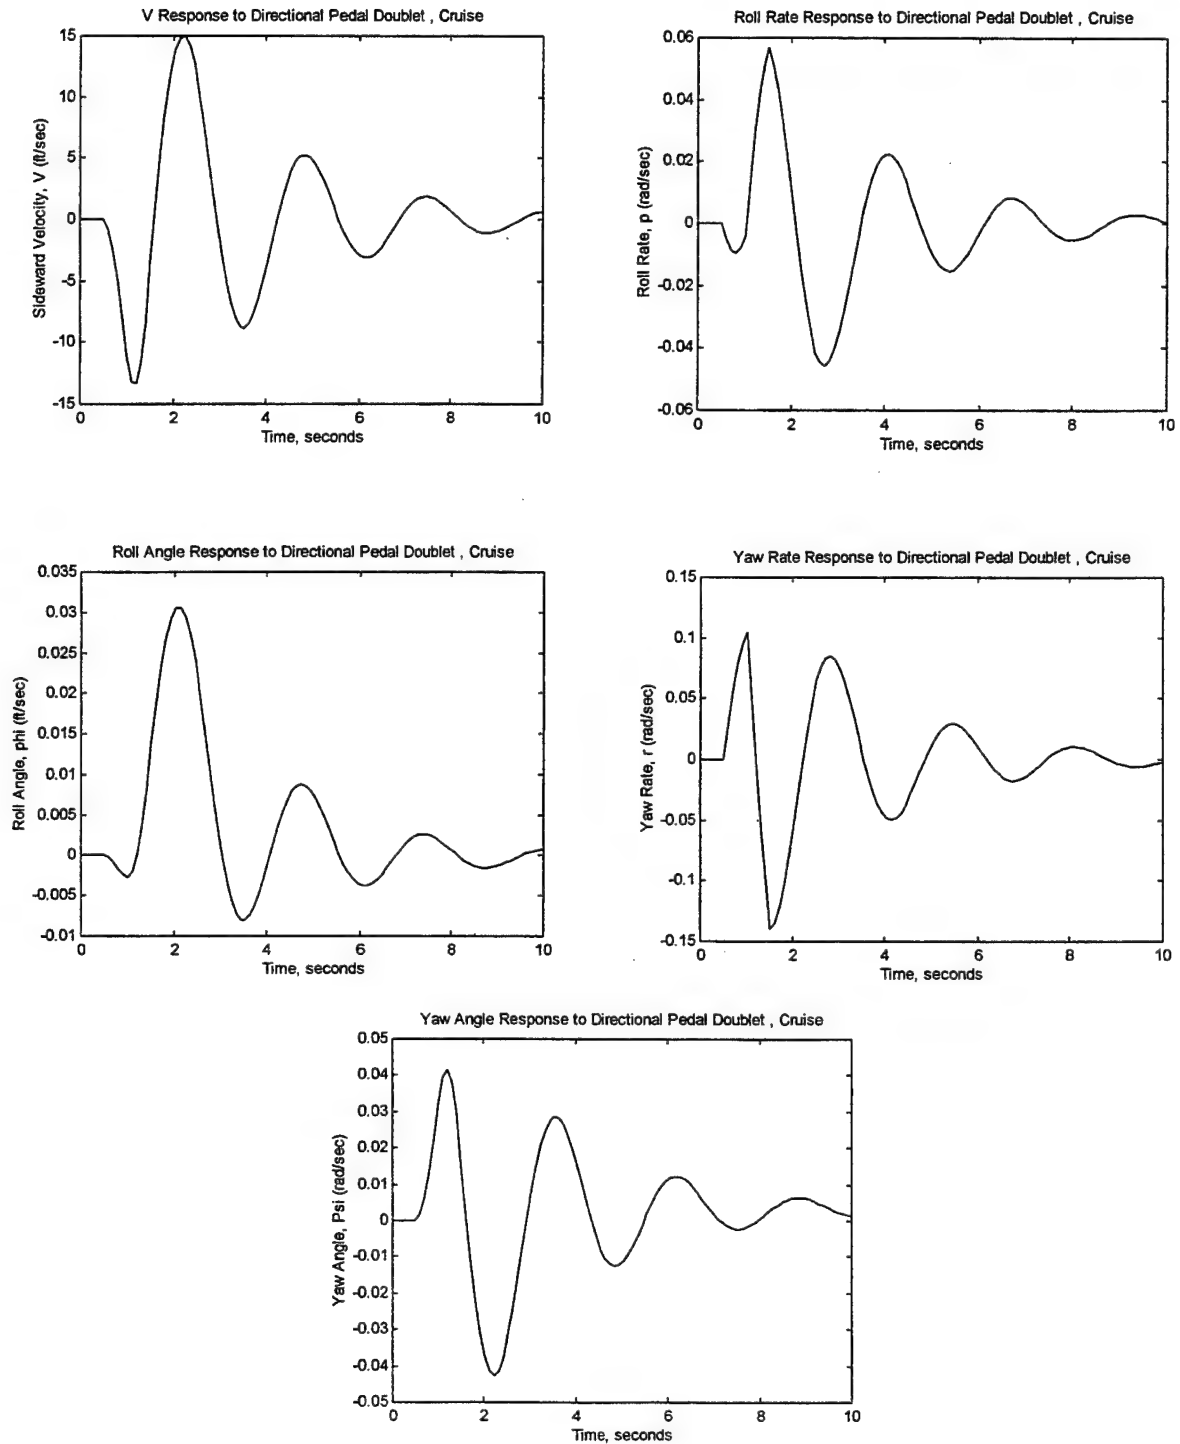 V Response to Directional Pedal Doublet , Cruise
15
10
5
0
-5
-10
-15
Sideward Velocity, V (ft/sec)
0 2 4 6 8 10
Time, seconds
Roll Rate Response to Directional Pedal Doublet , Cruise
0.06
0.04
0.02
0
-0.02
-0.04
-0.06
Roll Rate, p (rad/sec)
0 2 4 6 8 10
Time, seconds
Roll Angle Response to Directional Pedal Doublet , Cruise
0.035
0.03
0.025
0.02
0.015
0.01
0.005
0
-0.005
-0.01
Roll Angle, phi (ft/sec)
0 2 4 6 8 10
Time, seconds
Yaw Rate Response to Directional Pedal Doublet , Cruise
0.15
0.1
0.05
0
-0.05
-0.1
-0.15
Yaw Rate, r (rad/sec)
0 2 4 6 8 10
Time, seconds
Yaw Angle Response to Directional Pedal Doublet , Cruise
0.05
0.04
0.03
0.02
0.01
0
-0.01
-0.02
-0.03
-0.04
-0.05
Yaw Angle, Psi (rad/sec)
0 2 4 6 8 10
Time, seconds